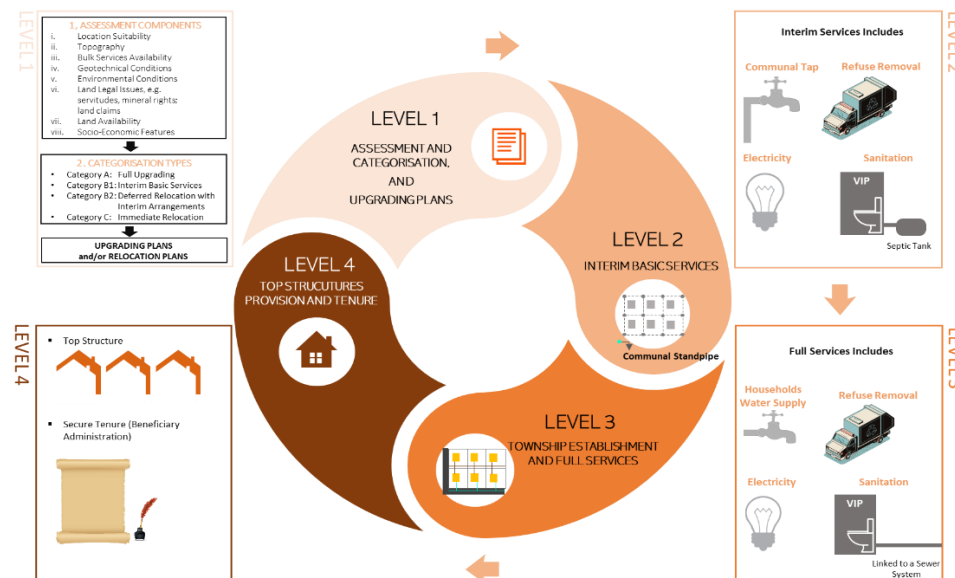 LEVEL 1
1. ASSESSMENT COMPONENTS
i. Location Suitability
ii. Topography
iii. Bulk Services Availability
iv. Geotechnical Conditions
v. Environmental Conditions
vi. Land Legal Issues, e.g.
servitudes, mineral rights;
land claims
vii. Land Availability
viii. Socio-Economic Features
2. CATEGORISATION TYPES
• Category A: Full Upgrading
• Category B1: Interim Basic Services
• Category B2: Deferred Relocation with
Interim Arrangements
• Category C: Immediate Relocation
UPGRADING PLANS
and/or RELOCATION PLANS
LEVEL 1
ASSESSMENT AND
CATEGORISATION,
AND
UPGRADING PLANS
LEVEL 2
INTERIM BASIC SERVICES
Communal Standpipe
LEVEL 3
TOWNSHIP ESTABLISHMENT
AND FULL SERVICES
LEVEL 4
TOP STRUCUTURES
PROVISION AND TENURE
LEVEL 2
Interim Services Includes
Communal Tap
Refuse Removal
Electricity
Sanitation
VIP
Septic Tank
LEVEL 3
Full Services Includes
Households
Water Supply
Refuse Removal
Electricity
Sanitation
VIP
Linked to a Sewer
System
LEVEL 4
▪ Top Structure
▪ Secure Tenure (Beneficiary
Administration)